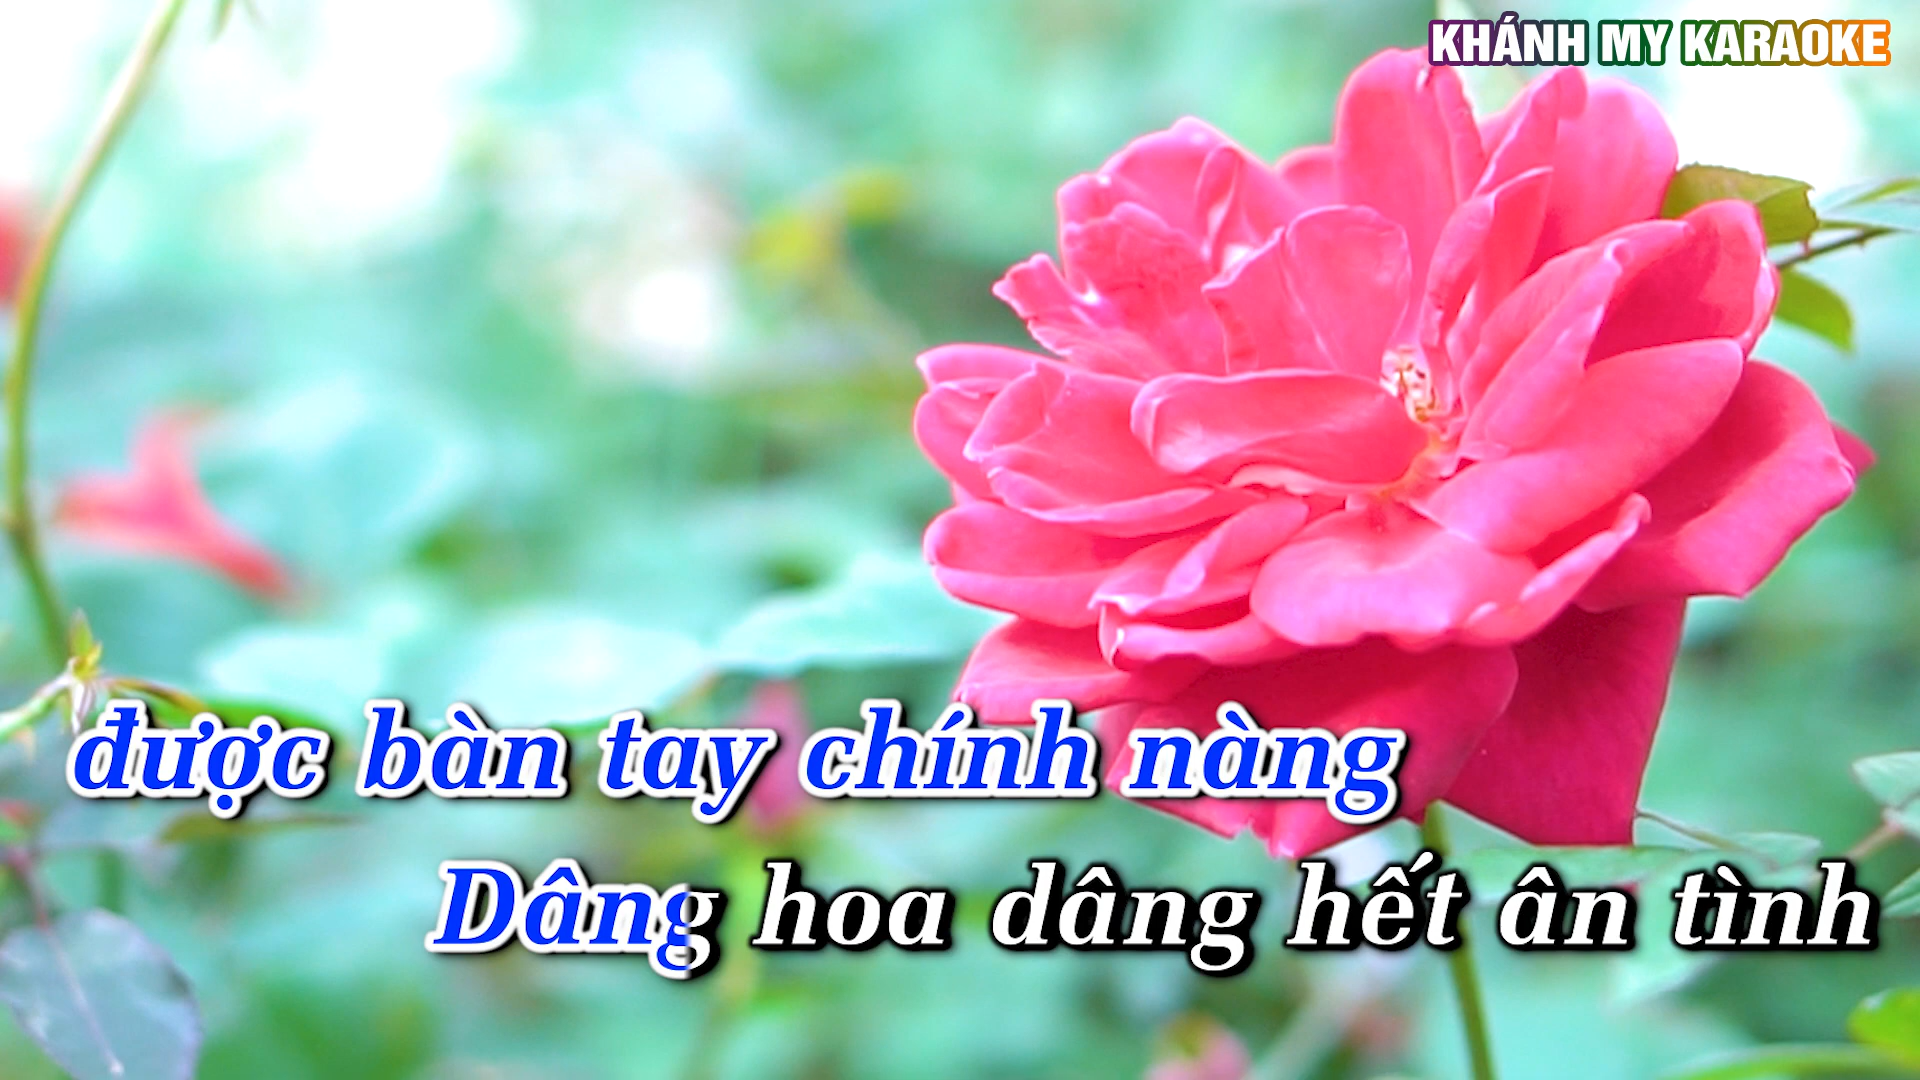 KHÁNH MY KARAOKE
được bàn tay chính nàng
Dâng hoa dâng hết ân tình